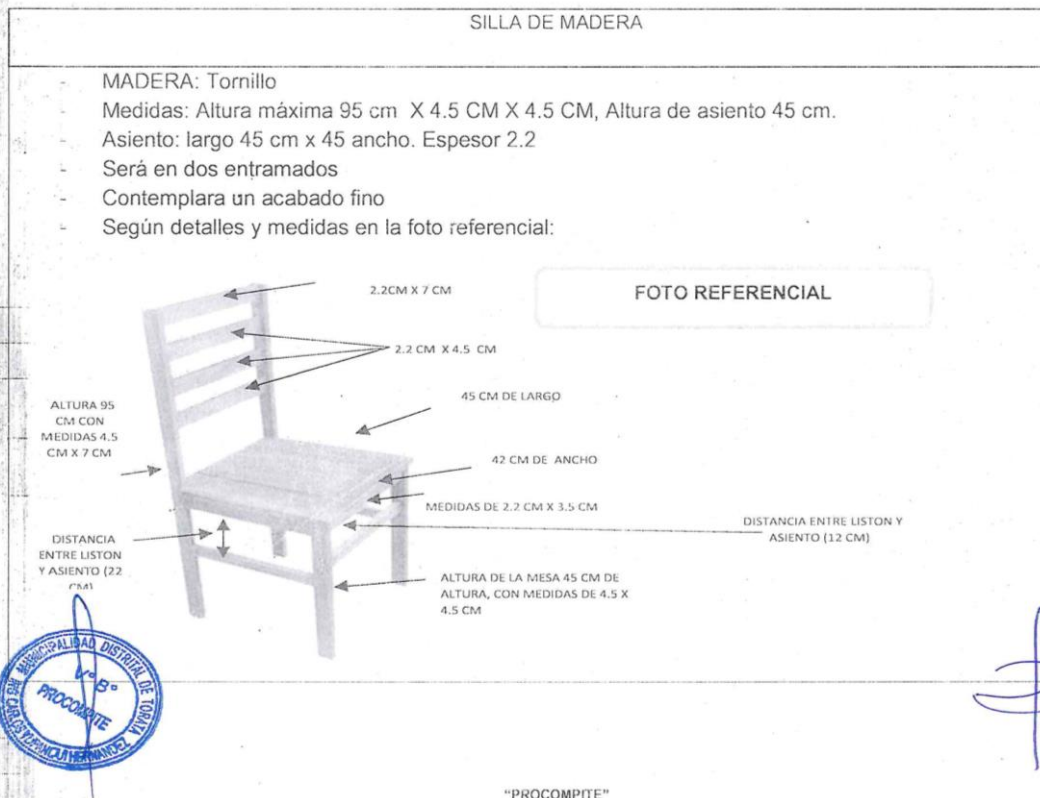 SILLA DE MADERA
- MADERA: Tornillo
- Medidas: Altura máxima 95 cm X 4.5 CM X 4.5 CM, Altura de asiento 45 cm.
- Asiento: largo 45 cm x 45 ancho. Espesor 2.2
- Será en dos entramados
- Contemplara un acabado fino
- Según detalles y medidas en la foto referencial:
2.2CM X 7 CM
FOTO REFERENCIAL
2.2 CM X 4.5 CM
45 CM DE LARGO
ALTURA 95
CM CON
MEDIDAS 4.5
CM X 7 CM
42 CM DE ANCHO
MEDIDAS DE 2.2 CM X 3.5 CM
DISTANCIA ENTRE LISTON Y
ASIENTO (12 CM)
DISTANCIA
ENTRE LISTON
Y ASIENTO (22
CM)
ALTURA DE LA MESA 45 CM DE
ALTURA, CON MEDIDAS DE 4.5 X
4.5 CM
MUNICIPALIDAD DISTRITAL DE TORATA
V°B°
PROCOMPITE
"PROCOMPITE"